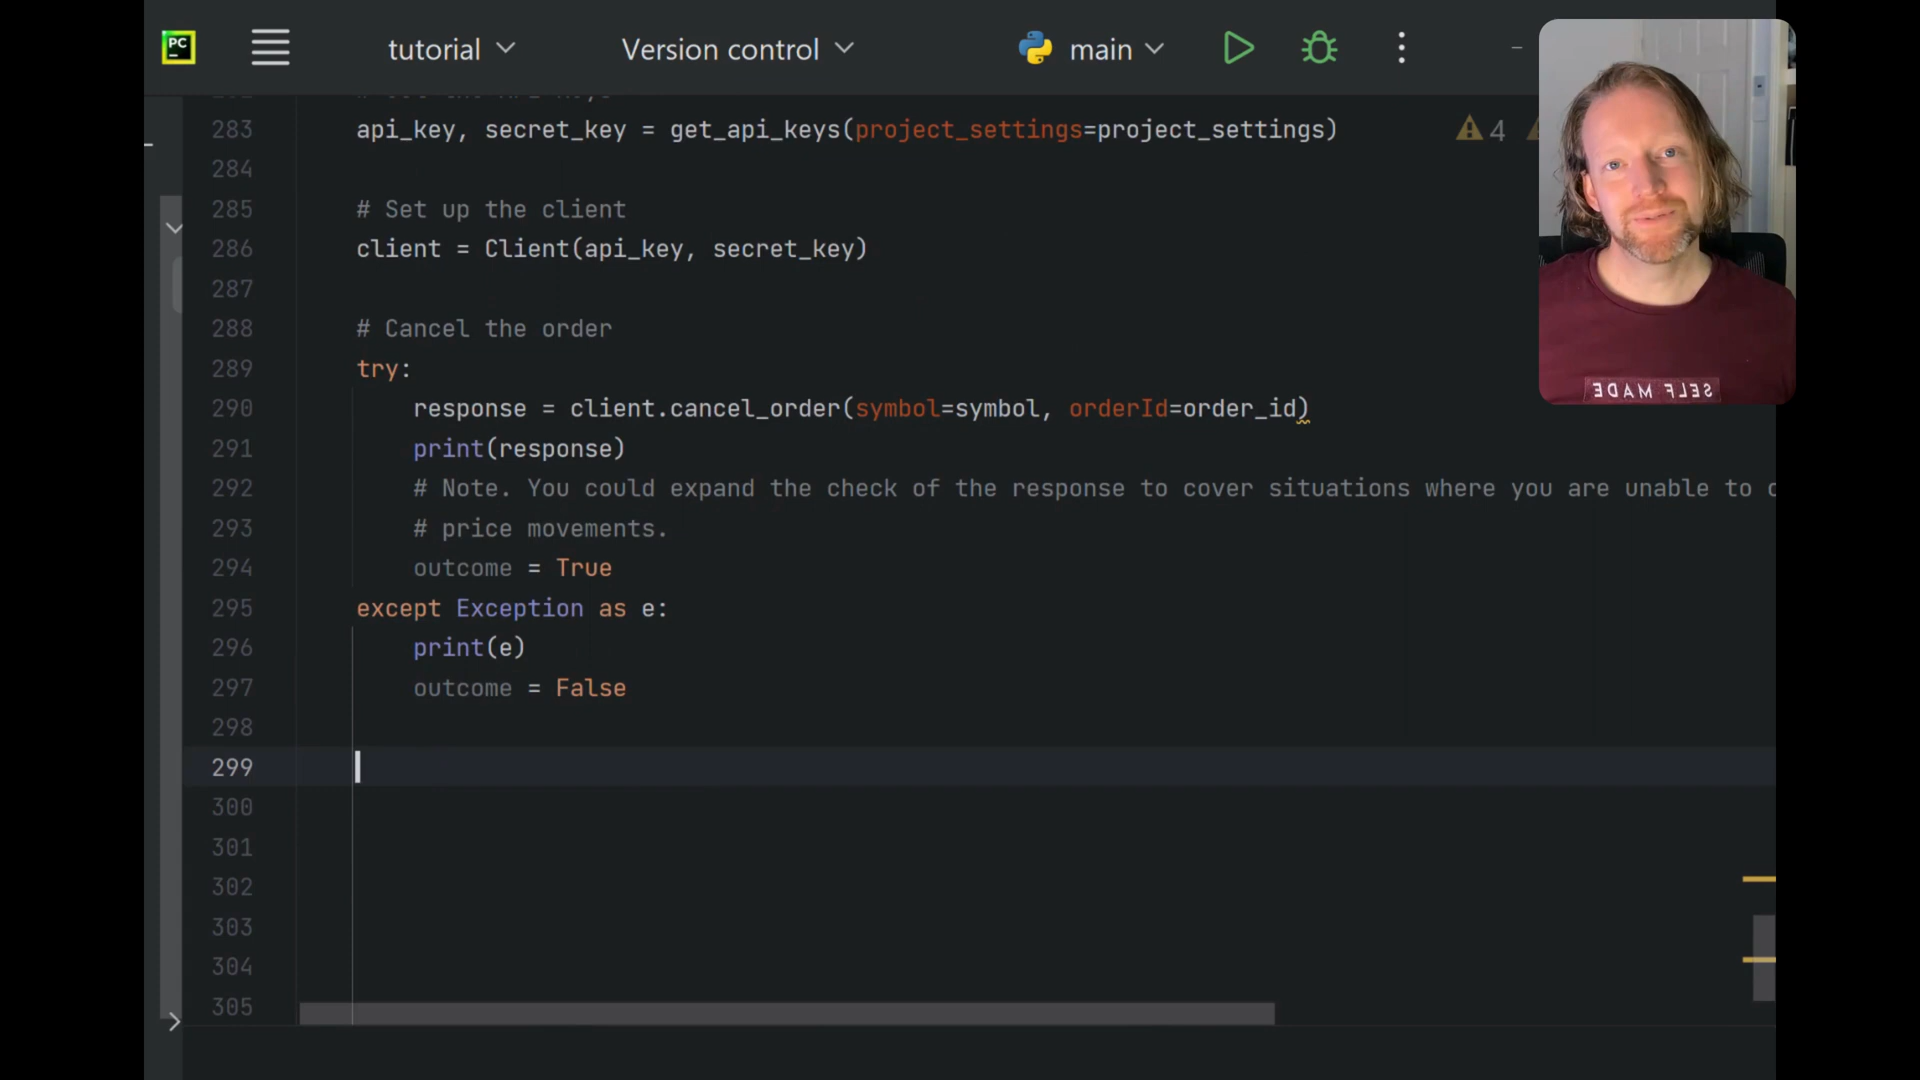 PC
tutorial
Version control
main
283 api_key, secret_key = get_api_keys(project_settings=project_settings)
4
284
285 # Set up the client
286 client = Client(api_key, secret_key)
287
288 # Cancel the order
289 try:
290 response = client.cancel_order(symbol=symbol, orderId=order_id)
291 print(response)
292 # Note. You could expand the check of the response to cover situations where you are unable to
293 # price movements.
294 outcome = True
295 except Exception as e:
296 print(e)
297 outcome = False
298
299
300
301
302
303
304
305
SELF MADE